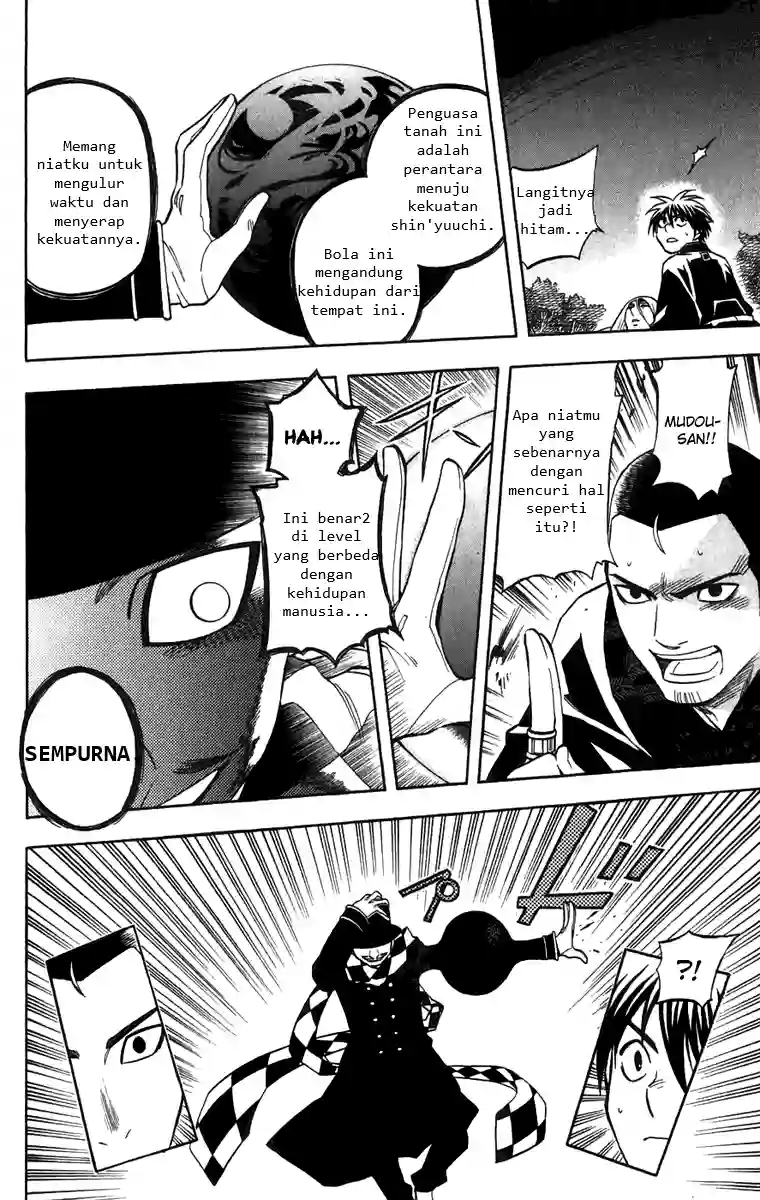 Langitnya
jadi
hitam...
Penguasa
tanah ini
adalah
perantara
menuju
kekuatan
shin'yuuchi.
Bola ini
mengandung
kehidupan dari
tempat ini.
Memang
niatku untuk
mengulur
waktu dan
menyerap
kekuatannya.
MUDOU-
SAN!!
Apa niatmu
yang
sebenarnya
dengan
mencuri hal
seperti
itu?!
HAH...
Ini benar2
di level
yang berbeda
dengan
kehidupan
manusia...
SEMPURNA
ド
?!